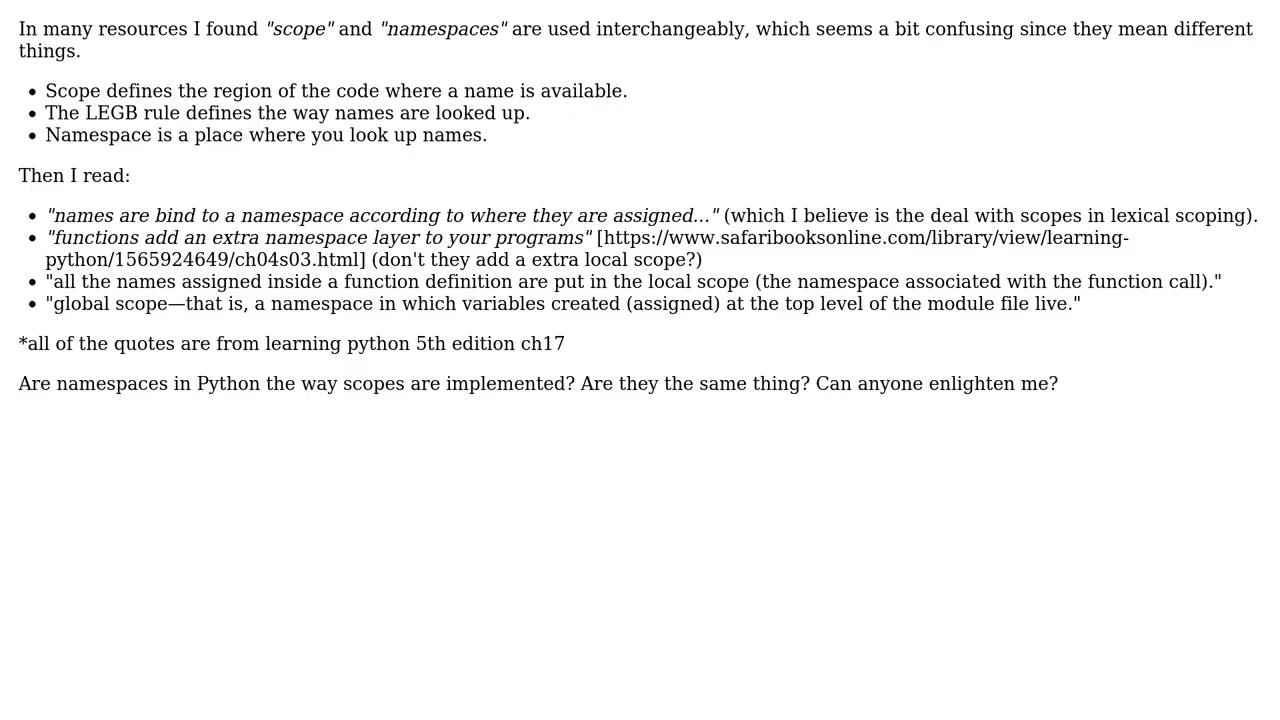 In many resources I found "scope" and "namespaces" are used interchangeably, which seems a bit confusing since they mean different
things.
• Scope defines the region of the code where a name is available.
• The LEGB rule defines the way names are looked up.
• Namespace is a place where you look up names.
Then I read:
• "names are bind to a namespace according to where they are assigned..." (which I believe is the deal with scopes in lexical scoping).
• "functions add an extra namespace layer to your programs" [https://www.safaribooksonline.com/library/view/learning-
python/1565924649/ch04s03.html] (don't they add a extra local scope?)
• "all the names assigned inside a function definition are put in the local scope (the namespace associated with the function call)."
• "global scope—that is, a namespace in which variables created (assigned) at the top level of the module file live."
*all of the quotes are from learning python 5th edition ch17
Are namespaces in Python the way scopes are implemented? Are they the same thing? Can anyone enlighten me?